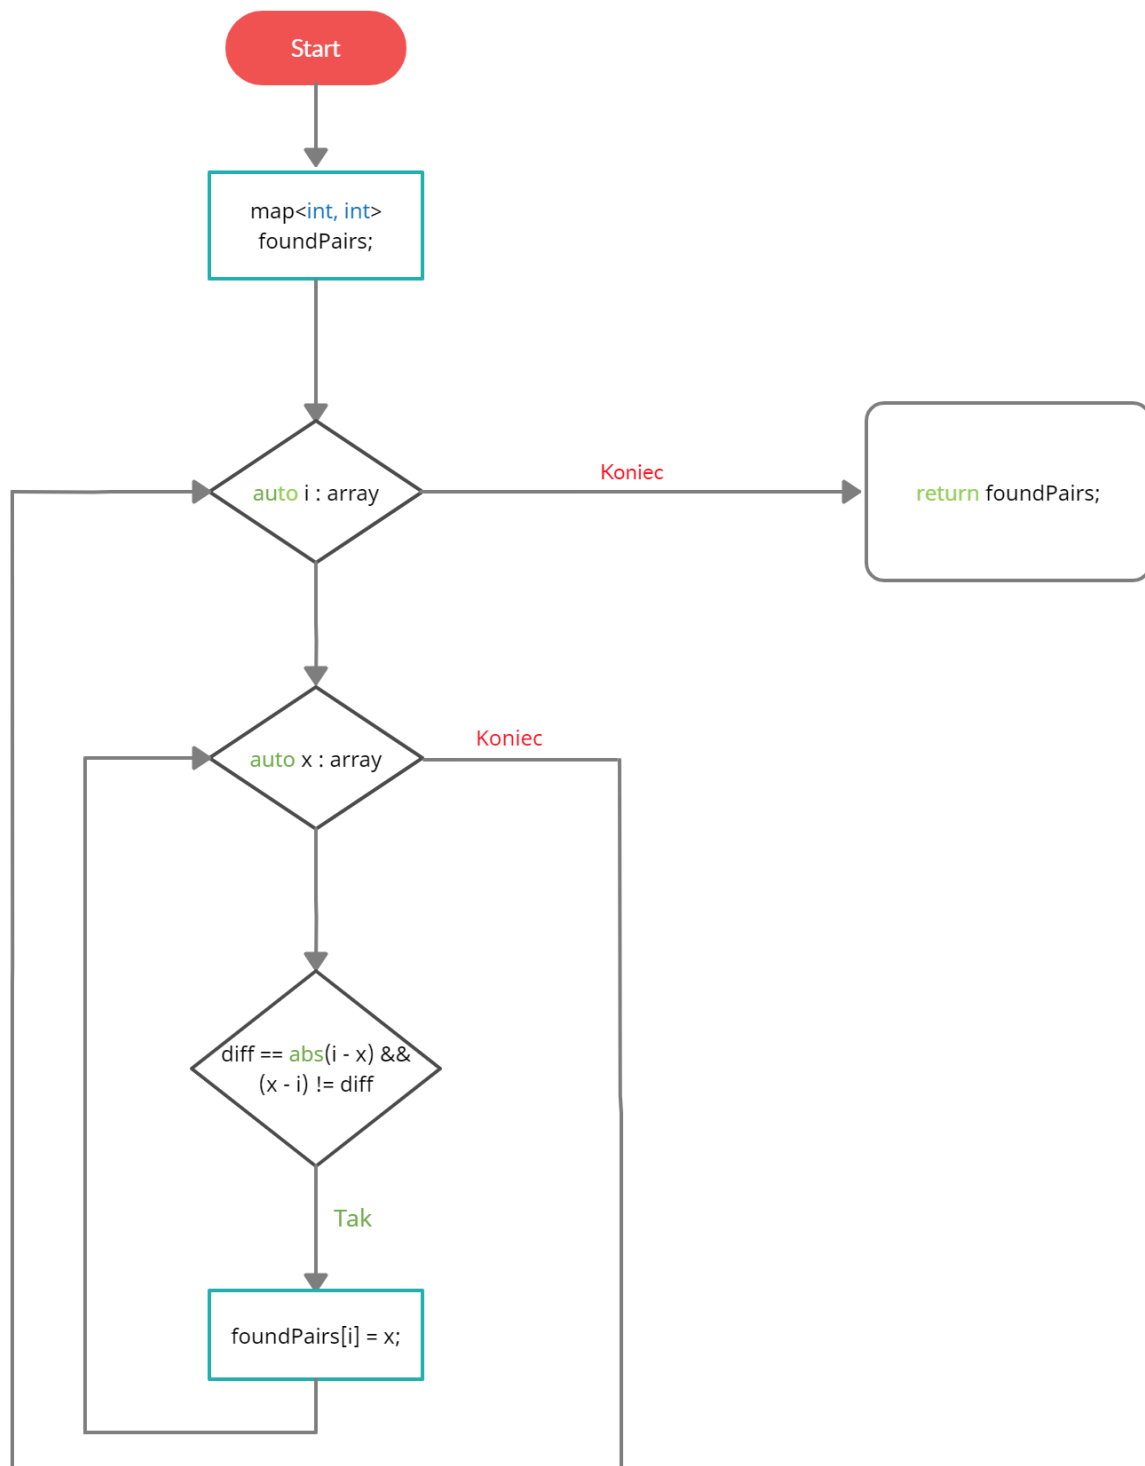 Start
map<int, int>
foundPairs;
auto i : array
Koniec
return foundPairs;
auto x : array
Koniec
diff == abs(i - x) &&
(x - i) != diff
Tak
foundPairs[i] = x;